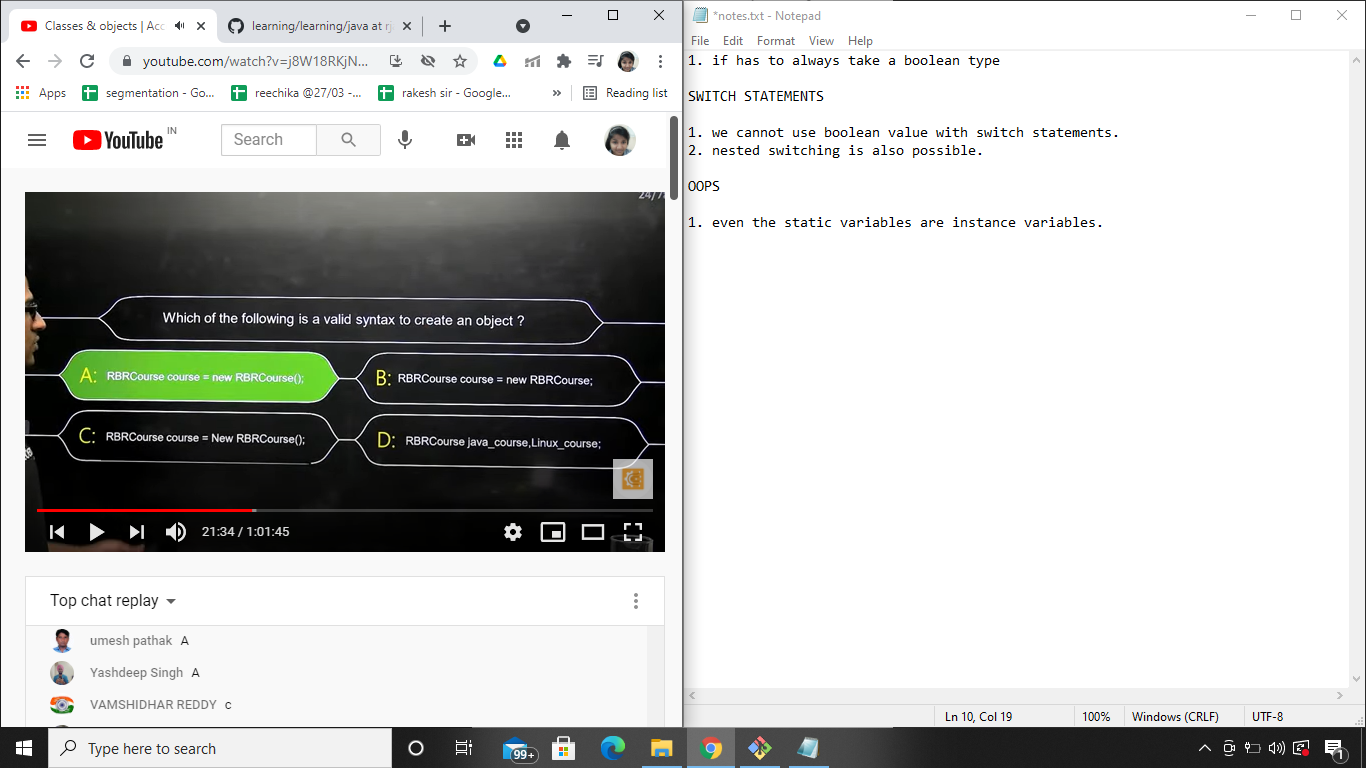 Classes & objects | Acc
learning/learning/java at rj
youtube.com/watch?v=j8W18RKjN...
Apps
segmentation - Go...
reechika @27/03 -...
rakesh sir - Google...
»
Reading list
YouTube IN
Search
24/7
Which of the following is a valid syntax to create an object ?
A: RBRCourse course = new RBRCourse();
B: RBRCourse course = new RBRCourse;
C: RBRCourse course = New RBRCourse();
D: RBRCourse java_course,Linux_course;
21:34 / 1:01:45
Top chat replay
umesh pathak A
Yashdeep Singh A
VAMSHIDHAR REDDY c
*notes.txt - Notepad
File Edit Format View Help
1. if has to always take a boolean type
SWITCH STATEMENTS
1. we cannot use boolean value with switch statements.
2. nested switching is also possible.
OOPS
1. even the static variables are instance variables.
Ln 10, Col 19 100% Windows (CRLF) UTF-8
Type here to search
99+
1